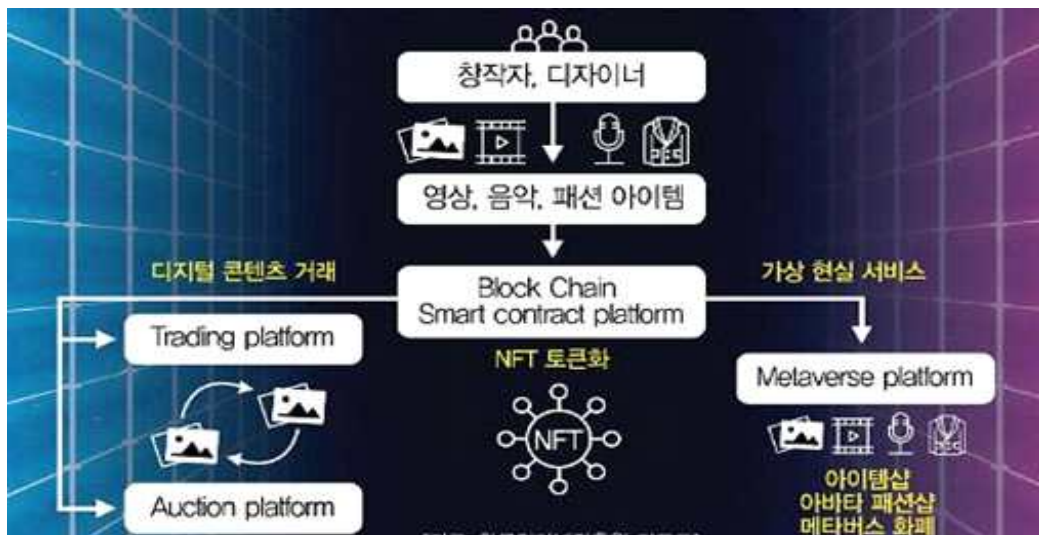 창작자, 디자이너
영상, 음악, 패션 아이템
디지털 콘텐츠 거래
Block Chain
Smart contract platform
가상 현실 서비스
Trading platform
NFT 토큰화
Metaverse platform
NFT
Auction platform
아이템샵
아바타 패션샵
메타버스 화폐